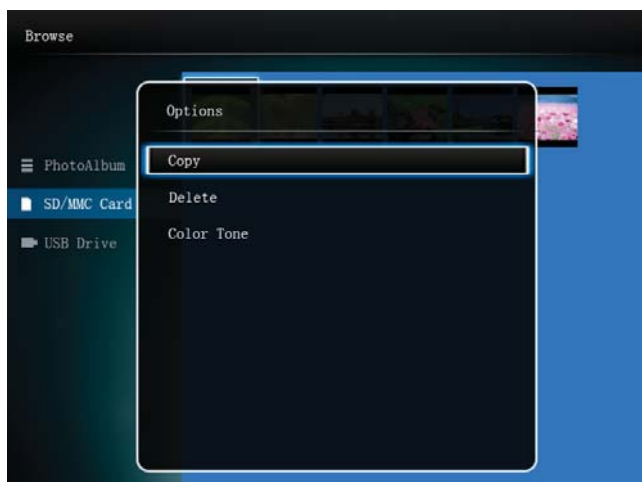 Browse
Options
PhotoAlbum
Copy
SD/MMC Card
Delete
Color Tone
USB Drive